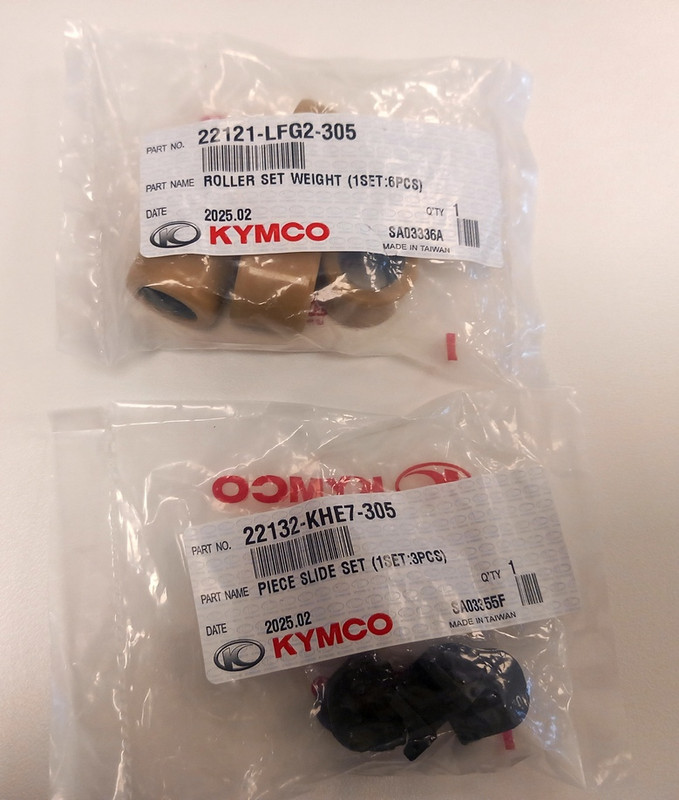 PART NO. 22121-LFG2-305
PART NAME ROLLER SET WEIGHT (1SET:6PCS)
DATE 2025.02 Q'TY 1
KYMCO SA03336A
MADE IN TAIWAN
KYMCO
PART NO. 22132-KHE7-305
PART NAME PIECE SLIDE SET (1SET:3PCS)
DATE 2025.02 Q'TY 1
KYMCO SA03355F
MADE IN TAIWAN